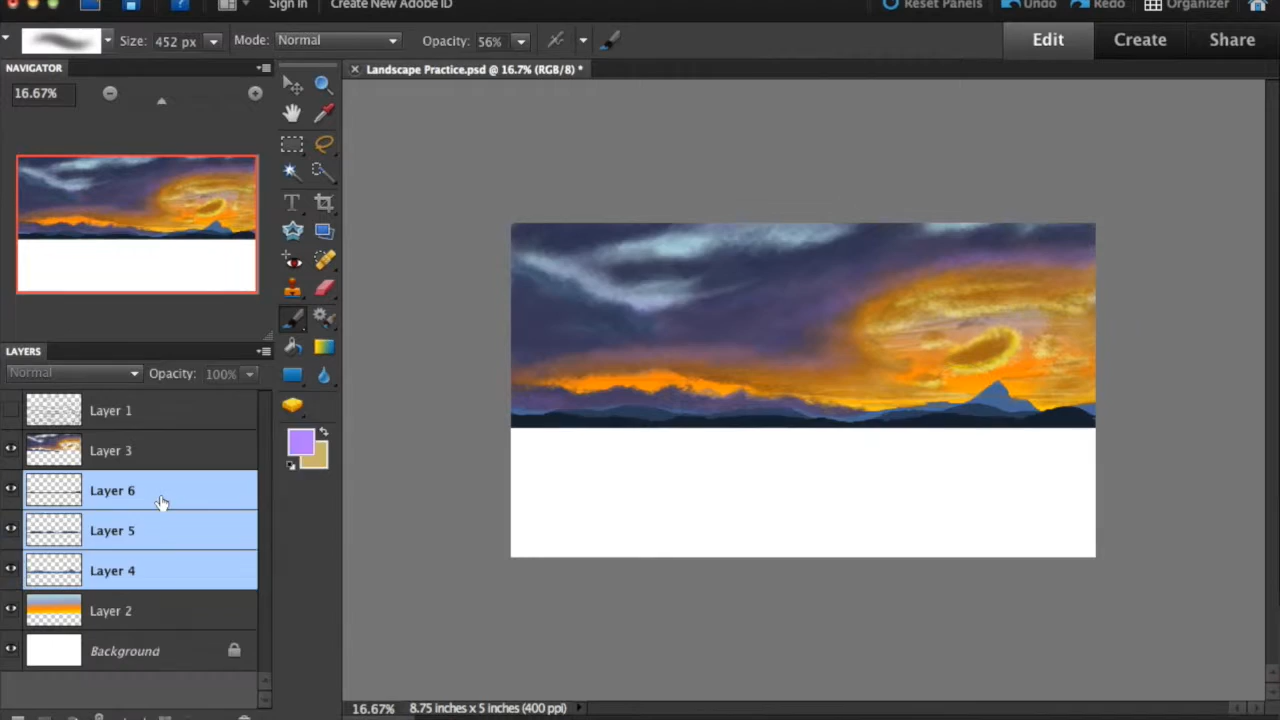 Sign In Create New Adobe ID Reset Panels Undo Redo Organizer
Size: 452 px Mode: Normal Opacity: 56% Edit Create Share
NAVIGATOR
Landscape Practice.psd @ 16.7% (RGB/8) *
16.67%
T
LAYERS
Normal Opacity: 100%
Layer 1
Layer 3
Layer 6
Layer 5
Layer 4
Layer 2
Background
16.67% 8.75 inches x 5 inches (400 ppi)